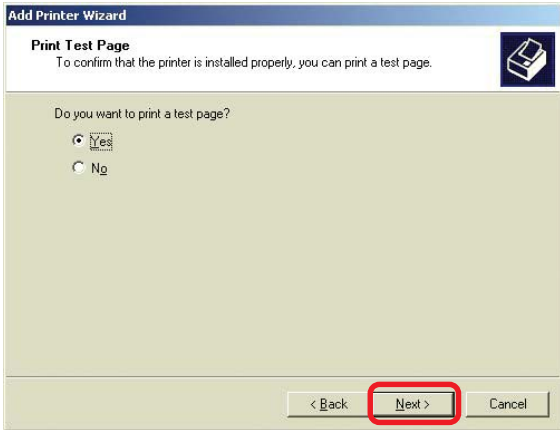 Add Printer Wizard
Print Test Page
To confirm that the printer is installed properly, you can print a test page.
Do you want to print a test page?
Yes
No
< Back Next > Cancel